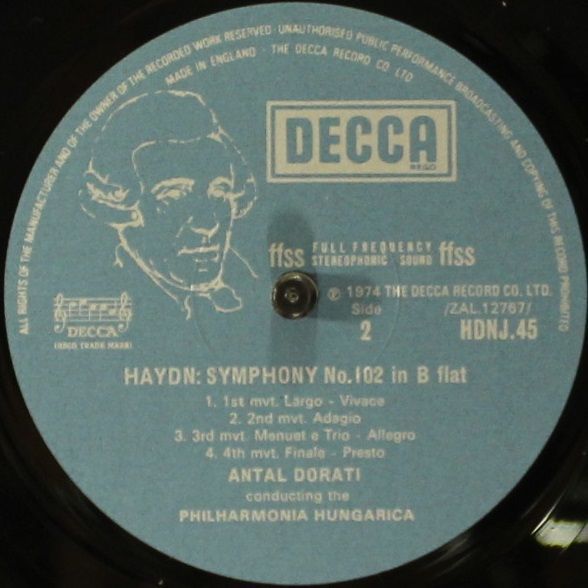 ALL RIGHTS OF THE MANUFACTURER AND OF THE OWNER OF THE RECORDED WORK RESERVED · UNAUTHORISED PUBLIC PERFORMANCE BROADCASTING AND COPYING OF THIS RECORD PROHIBITED
MADE IN ENGLAND · THE DECCA RECORD CO. LTD
DECCA
REGD
ffss FULL FREQUENCY STEREOPHONIC SOUND ffss
℗ 1974 THE DECCA RECORD CO. LTD.
Side /ZAL.12767/
2 HDNJ.45
DECCA
(REGD TRADE MARK)
HAYDN: SYMPHONY No.102 in B flat
1. 1st mvt. Largo - Vivace
2. 2nd mvt. Adagio
3. 3rd mvt. Menuet e Trio - Allegro
4. 4th mvt. Finale - Presto
ANTAL DORATI
conducting the
PHILHARMONIA HUNGARICA